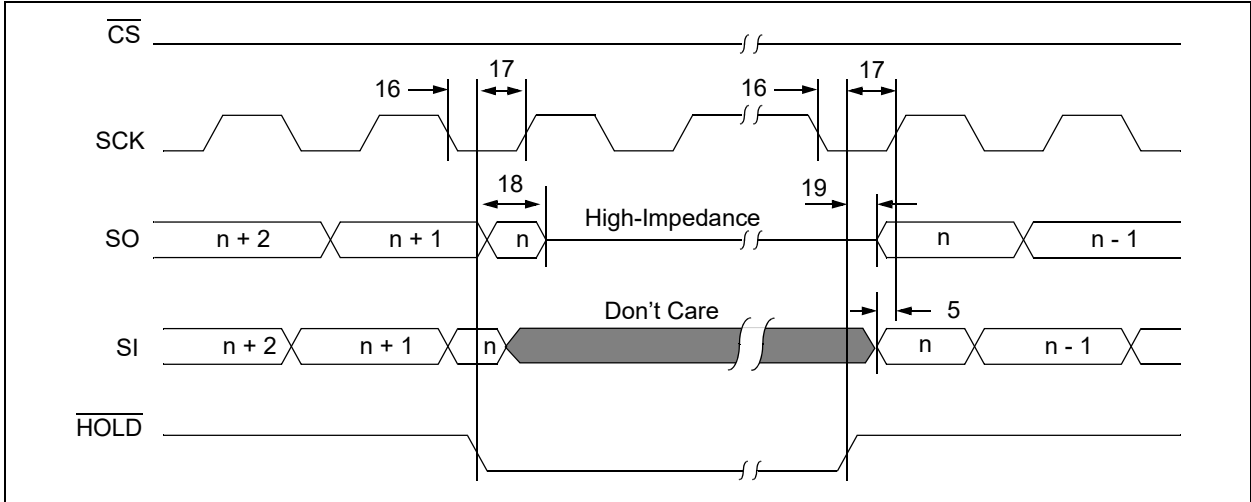 CS
16
17
16
17
SCK
18
19
SO
n + 2
n + 1
n
High-Impedance
n
n - 1
Don't Care
5
SI
n + 2
n + 1
n
n
n - 1
HOLD